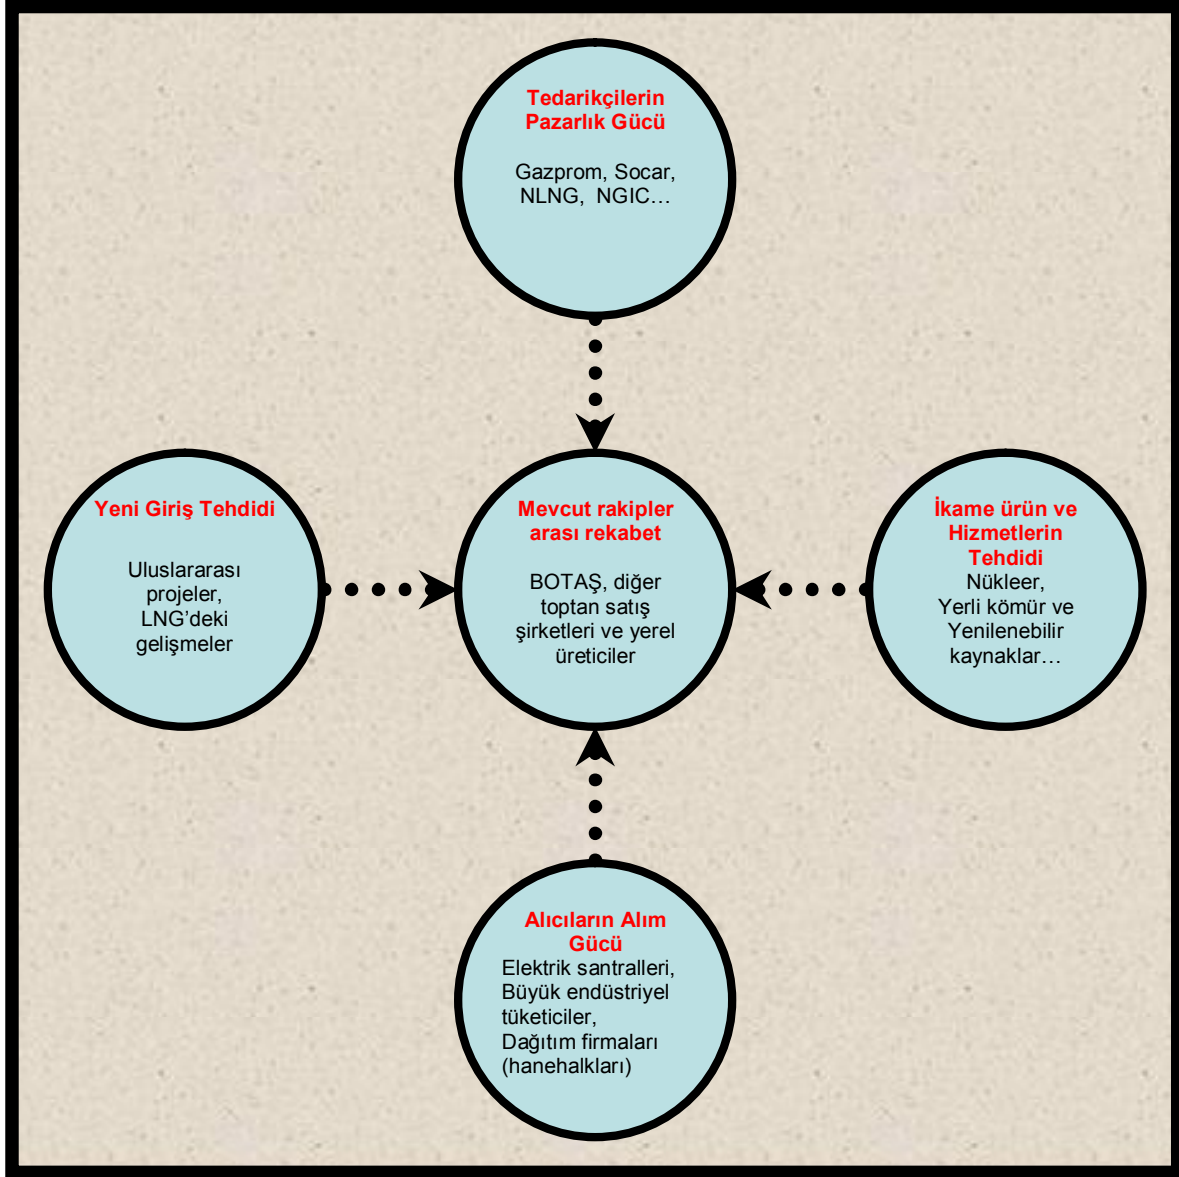 Tedarikçilerin
Pazarlık Gücü
Gazprom, Socar,
NLNG, NGIC…
Yeni Giriş Tehdidi
Uluslararası
projeler,
LNG’deki
gelişmeler
Mevcut rakipler
arası rekabet
BOTAŞ, diğer
toptan satış
şirketleri ve yerel
üreticiler
İkame ürün ve
Hizmetlerin
Tehdidi
Nükleer,
Yerli kömür ve
Yenilenebilir
kaynaklar…
Alıcıların Alım
Gücü
Elektrik santralleri,
Büyük endüstriyel
tüketiciler,
Dağıtım firmaları
(hanehalkları)